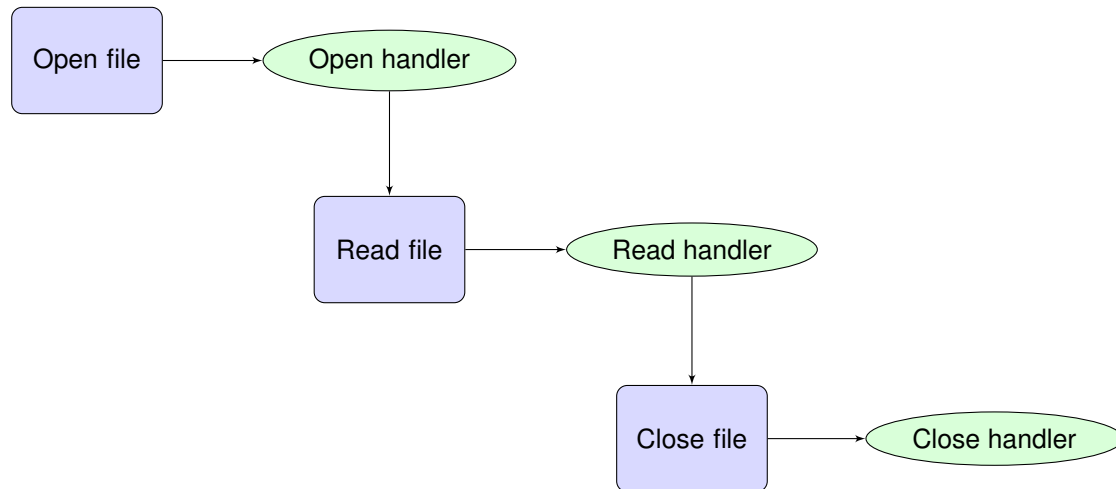 Open file
Open handler
Read file
Read handler
Close file
Close handler